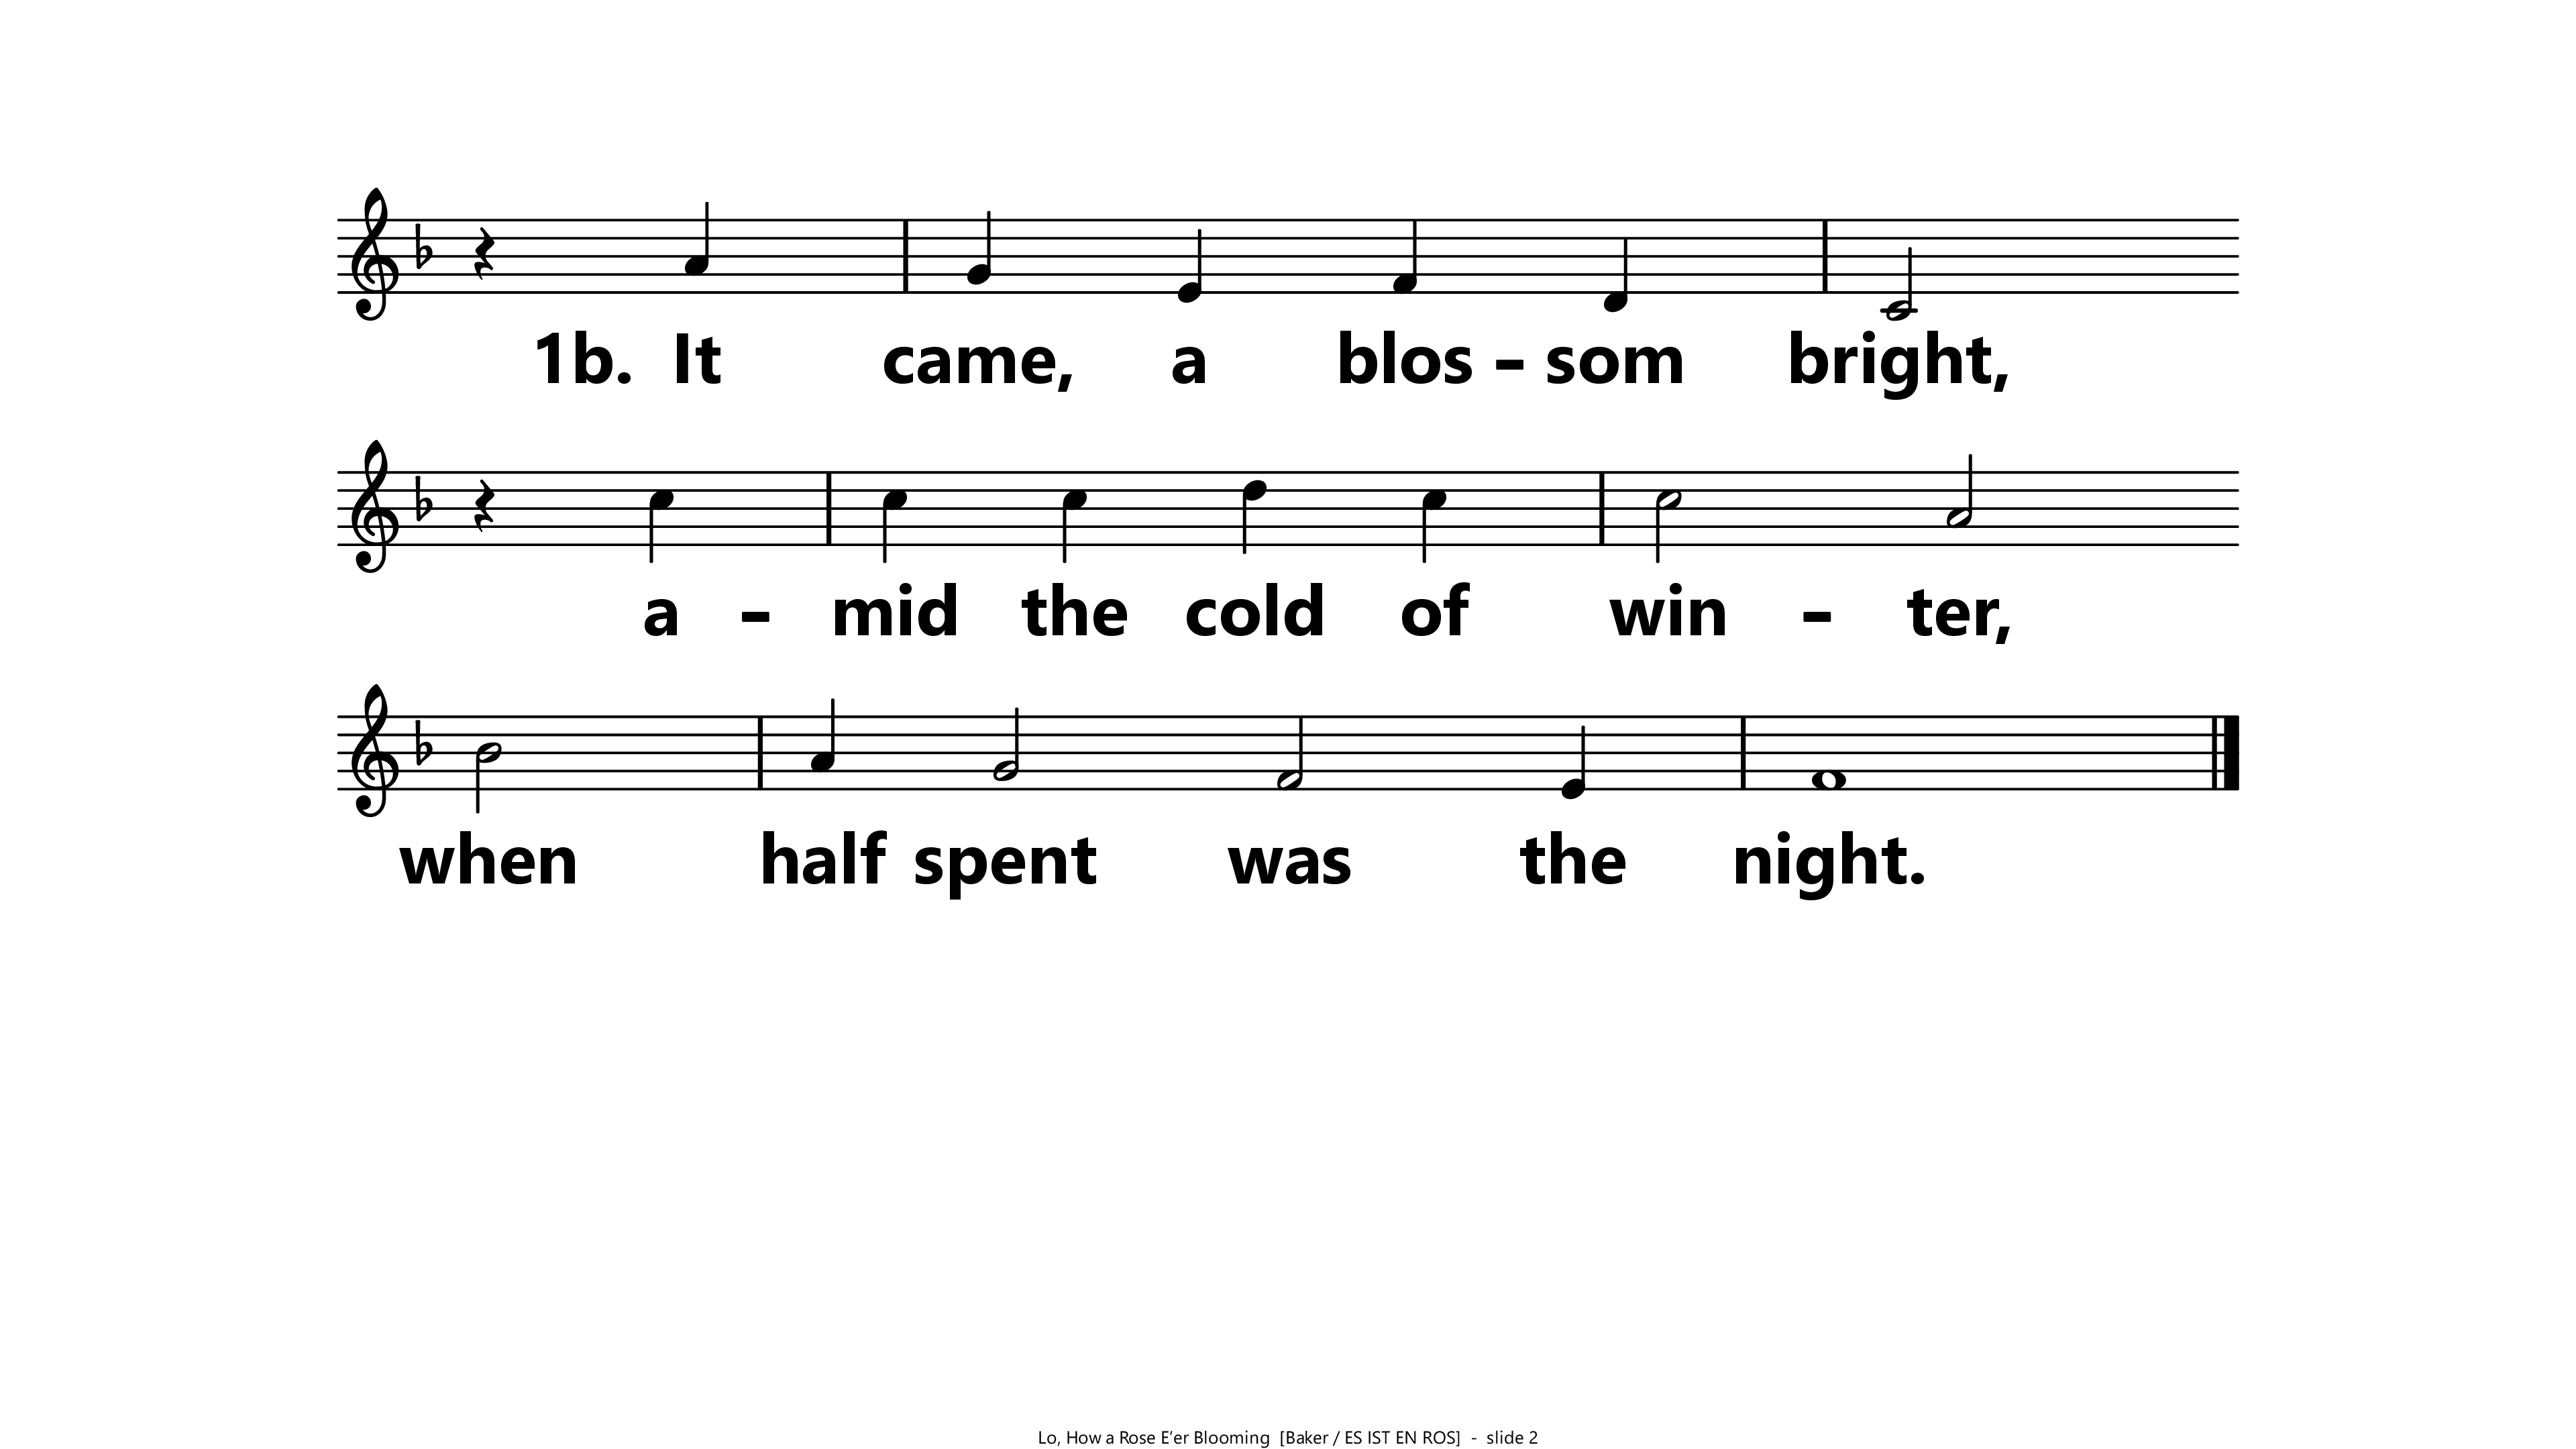 1b. It came, a blos - som bright,
a - mid the cold of win - ter,
when half spent was the night.
Lo, How a Rose E’er Blooming [Baker / ES IST EN ROS] - slide 2